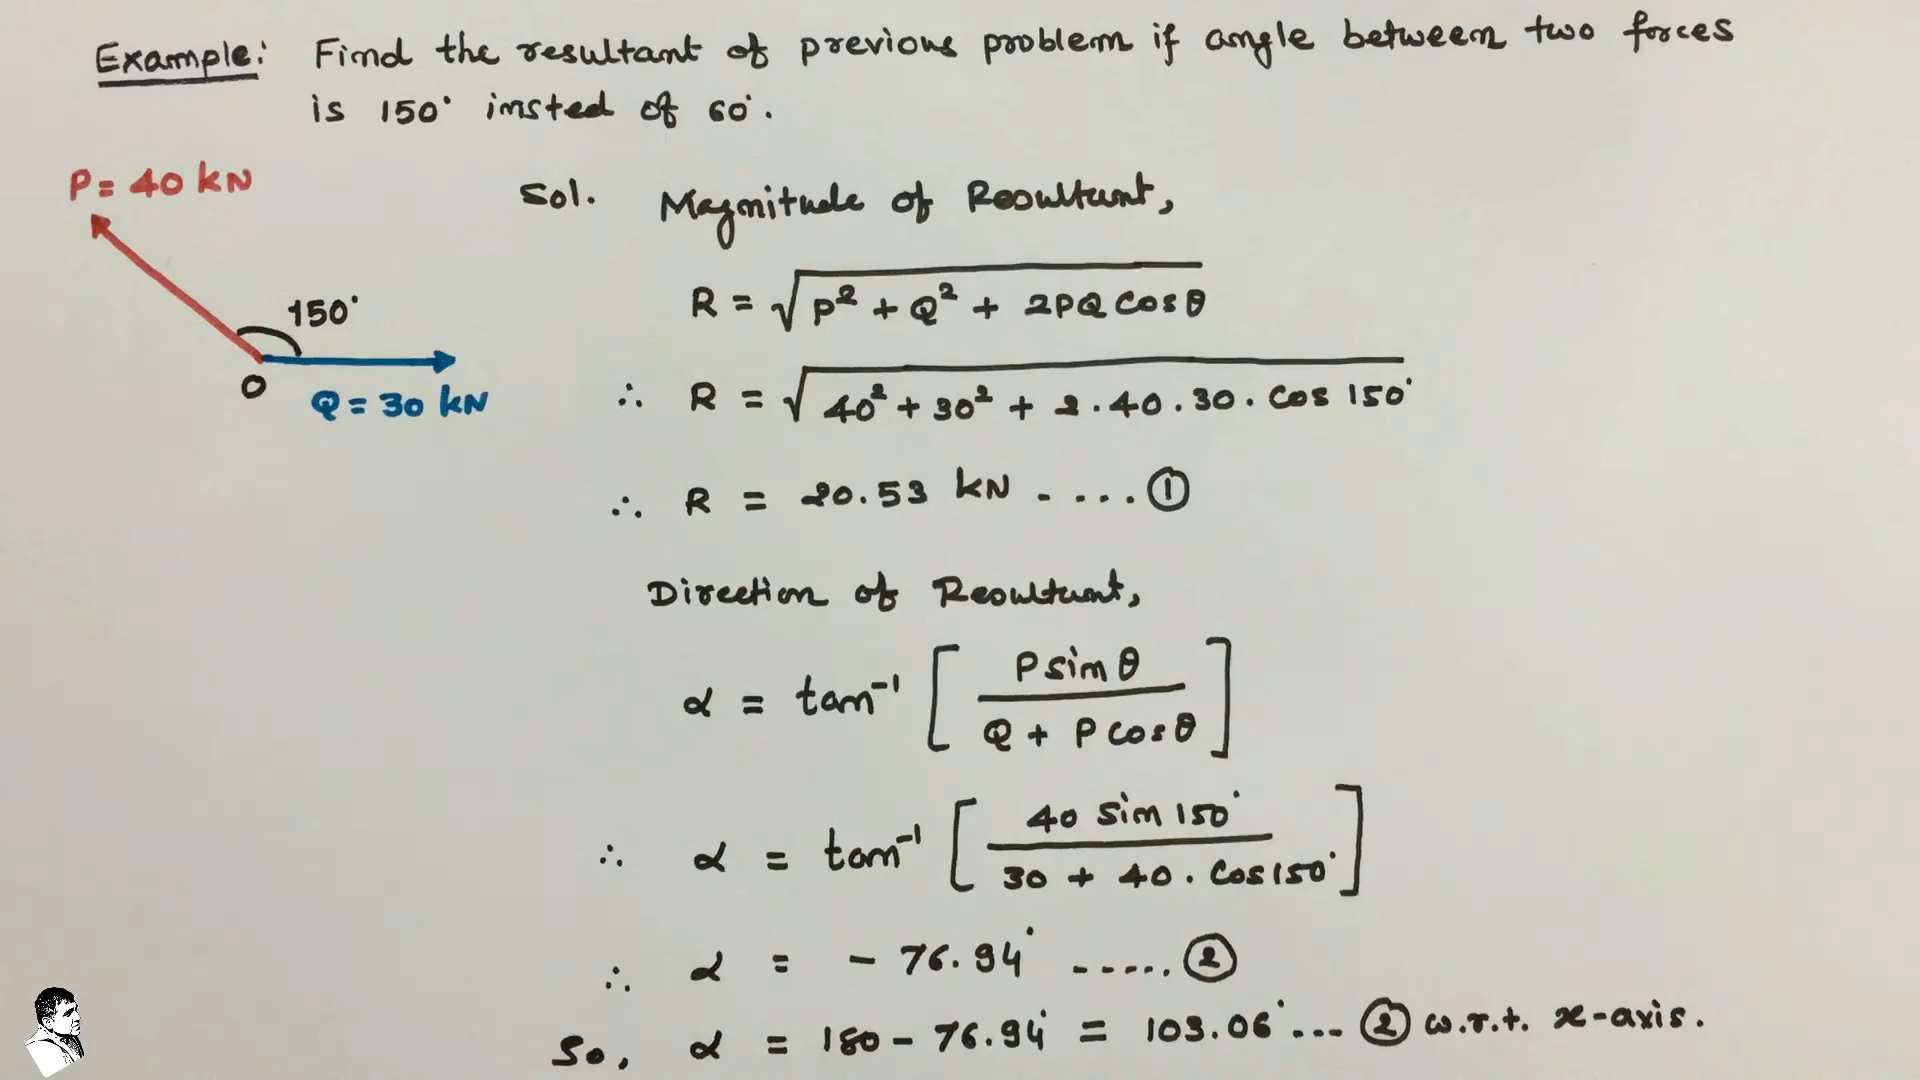 Example: Find the resultant of previous problem if angle between two forces
is 150° insted of 60°.
P = 40 kN
150°
O
Q = 30 kN
Sol. Magnitude of Resultant,
R = √(P² + Q² + 2PQ Cosθ)
∴ R = √(40² + 30² + 2·40·30·Cos 150°)
∴ R = 20.53 kN - ....①
Direction of Resultant,
α = tan⁻¹ [P sin θ / (Q + P cos θ)]
∴ α = tan⁻¹ [40 Sin 150° / (30 + 40 · Cos 150°)]
∴ α = - 76.94° -----. ②
So, α = 180 - 76.94° = 103.06° ... ② w.r.t. x-axis.